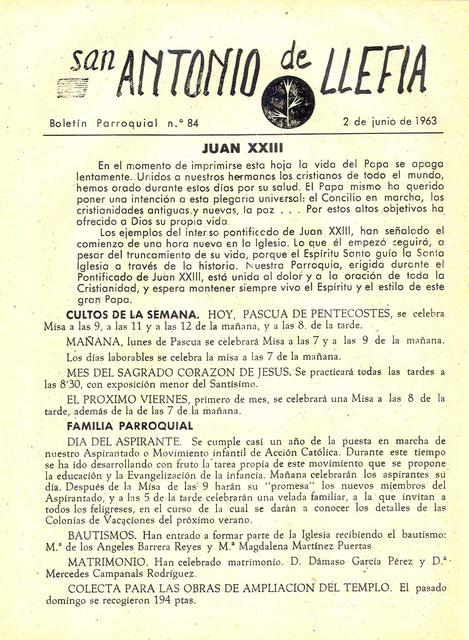 san ANTONIO de LLEFIA
Boletín Parroquial n.º 84
2 de junio de 1963
JUAN XXIII
En el momento de imprimirse esta hoja la vida del Papa se apaga
lentamente. Unidos a nuestros hermanos los cristianos de todo el mundo,
hemos orado durante estos días por su salud. El Papa mismo ha querido
poner una intención a esta plegaria universal: el Concilio en marcha, las
cristianidades antiguas y nuevas, la paz . . . Por estos altos objetivos ha
ofrecido a Dios su propia vida.
Los ejemplos del interso pontificado de Juan XXIII, han señalado el
comienzo de una hora nueva en la Iglesia. Lo que él empezó seguirá, a
pesar del truncamiento de su vida, porque el Espíritu Santo guía la Santa
Iglesia a través de la historia. Nuestra Parroquia, erigida durante el
Pontificado de Juan XXIII, está unida al dolor y a la oración de toda la
Cristianidad, y espera mantener siempre vivo el Espíritu y el estilo de este
gran Papa.
CULTOS DE LA SEMANA. HOY, PASCUA DE PENTECOSTES, se celebra
Misa a las 9, a las 11 y a las 12 de la mañana, y a las 8. de la tarde.
MAÑANA, lunes de Pascua se celebrará Misa a las 7 y a las 9 de la mañana.
Los días laborables se celebra la misa a las 7 de la mañana.
MES DEL SAGRADO CORAZON DE JESUS. Se practicará todas las tardes a
las 8'30, con exposición menor del Santísimo.
EL PROXIMO VIERNES, primero de mes, se celebrará una Misa a las 8 de la
tarde, además de la de las 7 de la mañana.
FAMILIA PARROQUIAL
DIA DEL ASPIRANTE. Se cumple casi un año de la puesta en marcha de
nuestro Aspirantado o Movimiento infantil de Acción Católica. Durante este tiempo
se ha ido desarrollando con fruto la tarea propia de este movimiento que se propone
la educación y la Evangelización de la infancia. Mañana celebrarán los aspirantes su
día. Después de la Misa de las 9 harán su "promesa" los nuevos miembros del
Aspirantado, y a las 5 de la tarde celebrarán una velada familiar, a la que invitan a
todos los feligreses, en el curso de la cual se darán a conocer los detalles de las
Colonias de Vacaciones del próximo verano.
BAUTISMOS. Han entrado a formar parte de la Iglesia recibiendo el bautismo:
M.ª de los Angeles Barrera Reyes y M.ª Magdalena Martínez Puertas
MATRIMONIO. Han celebrado matrimonio. D. Dámaso García Pérez y D.ª
Mercedes Campanals Rodríguez.
COLECTA PARA LAS OBRAS DE AMPLIACION DEL TEMPLO. El pasado
domingo se recogieron 194 ptas.